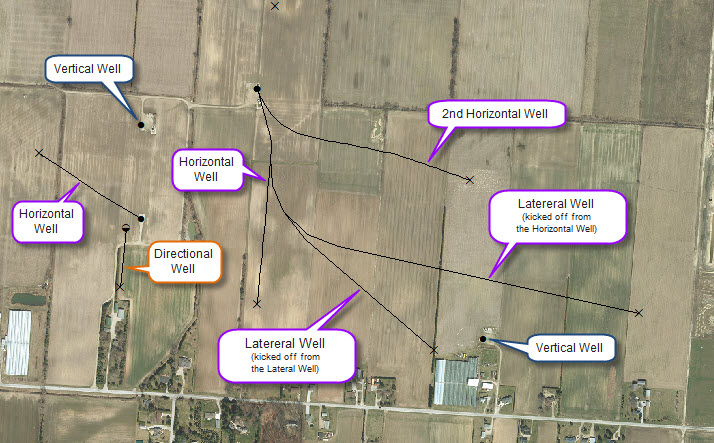 Vertical Well
2nd Horizontal Well
Horizontal
Well
Latereral Well
(kicked off from
the Horizontal Well)
Horizontal
Well
Directional
Well
Latereral Well
(kicked off from
the Lateral Well)
Vertical Well